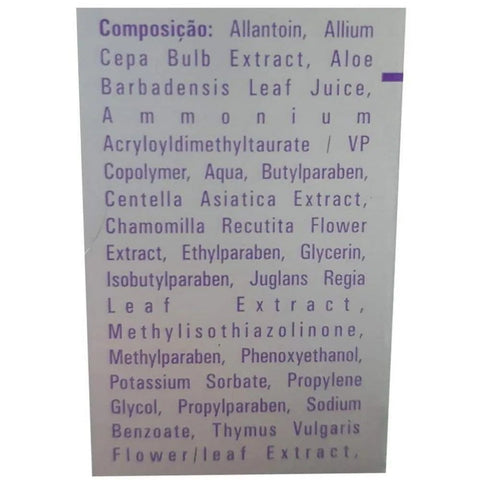 Composição: Allantoin, Allium
Cepa Bulb Extract, Aloe
Barbadensis Leaf Juice,
Ammonium
Acryloyldimethyltaurate / VP
Copolymer, Aqua, Butylparaben,
Centella Asiatica Extract,
Chamomilla Recutita Flower
Extract, Ethylparaben, Glycerin,
Isobutylparaben, Juglans Regia
Leaf Extract,
Methylisothiazolinone,
Methylparaben, Phenoxyethanol,
Potassium Sorbate, Propylene
Glycol, Propylparaben, Sodium
Benzoate, Thymus Vulgaris
Flower/leaf Extract,